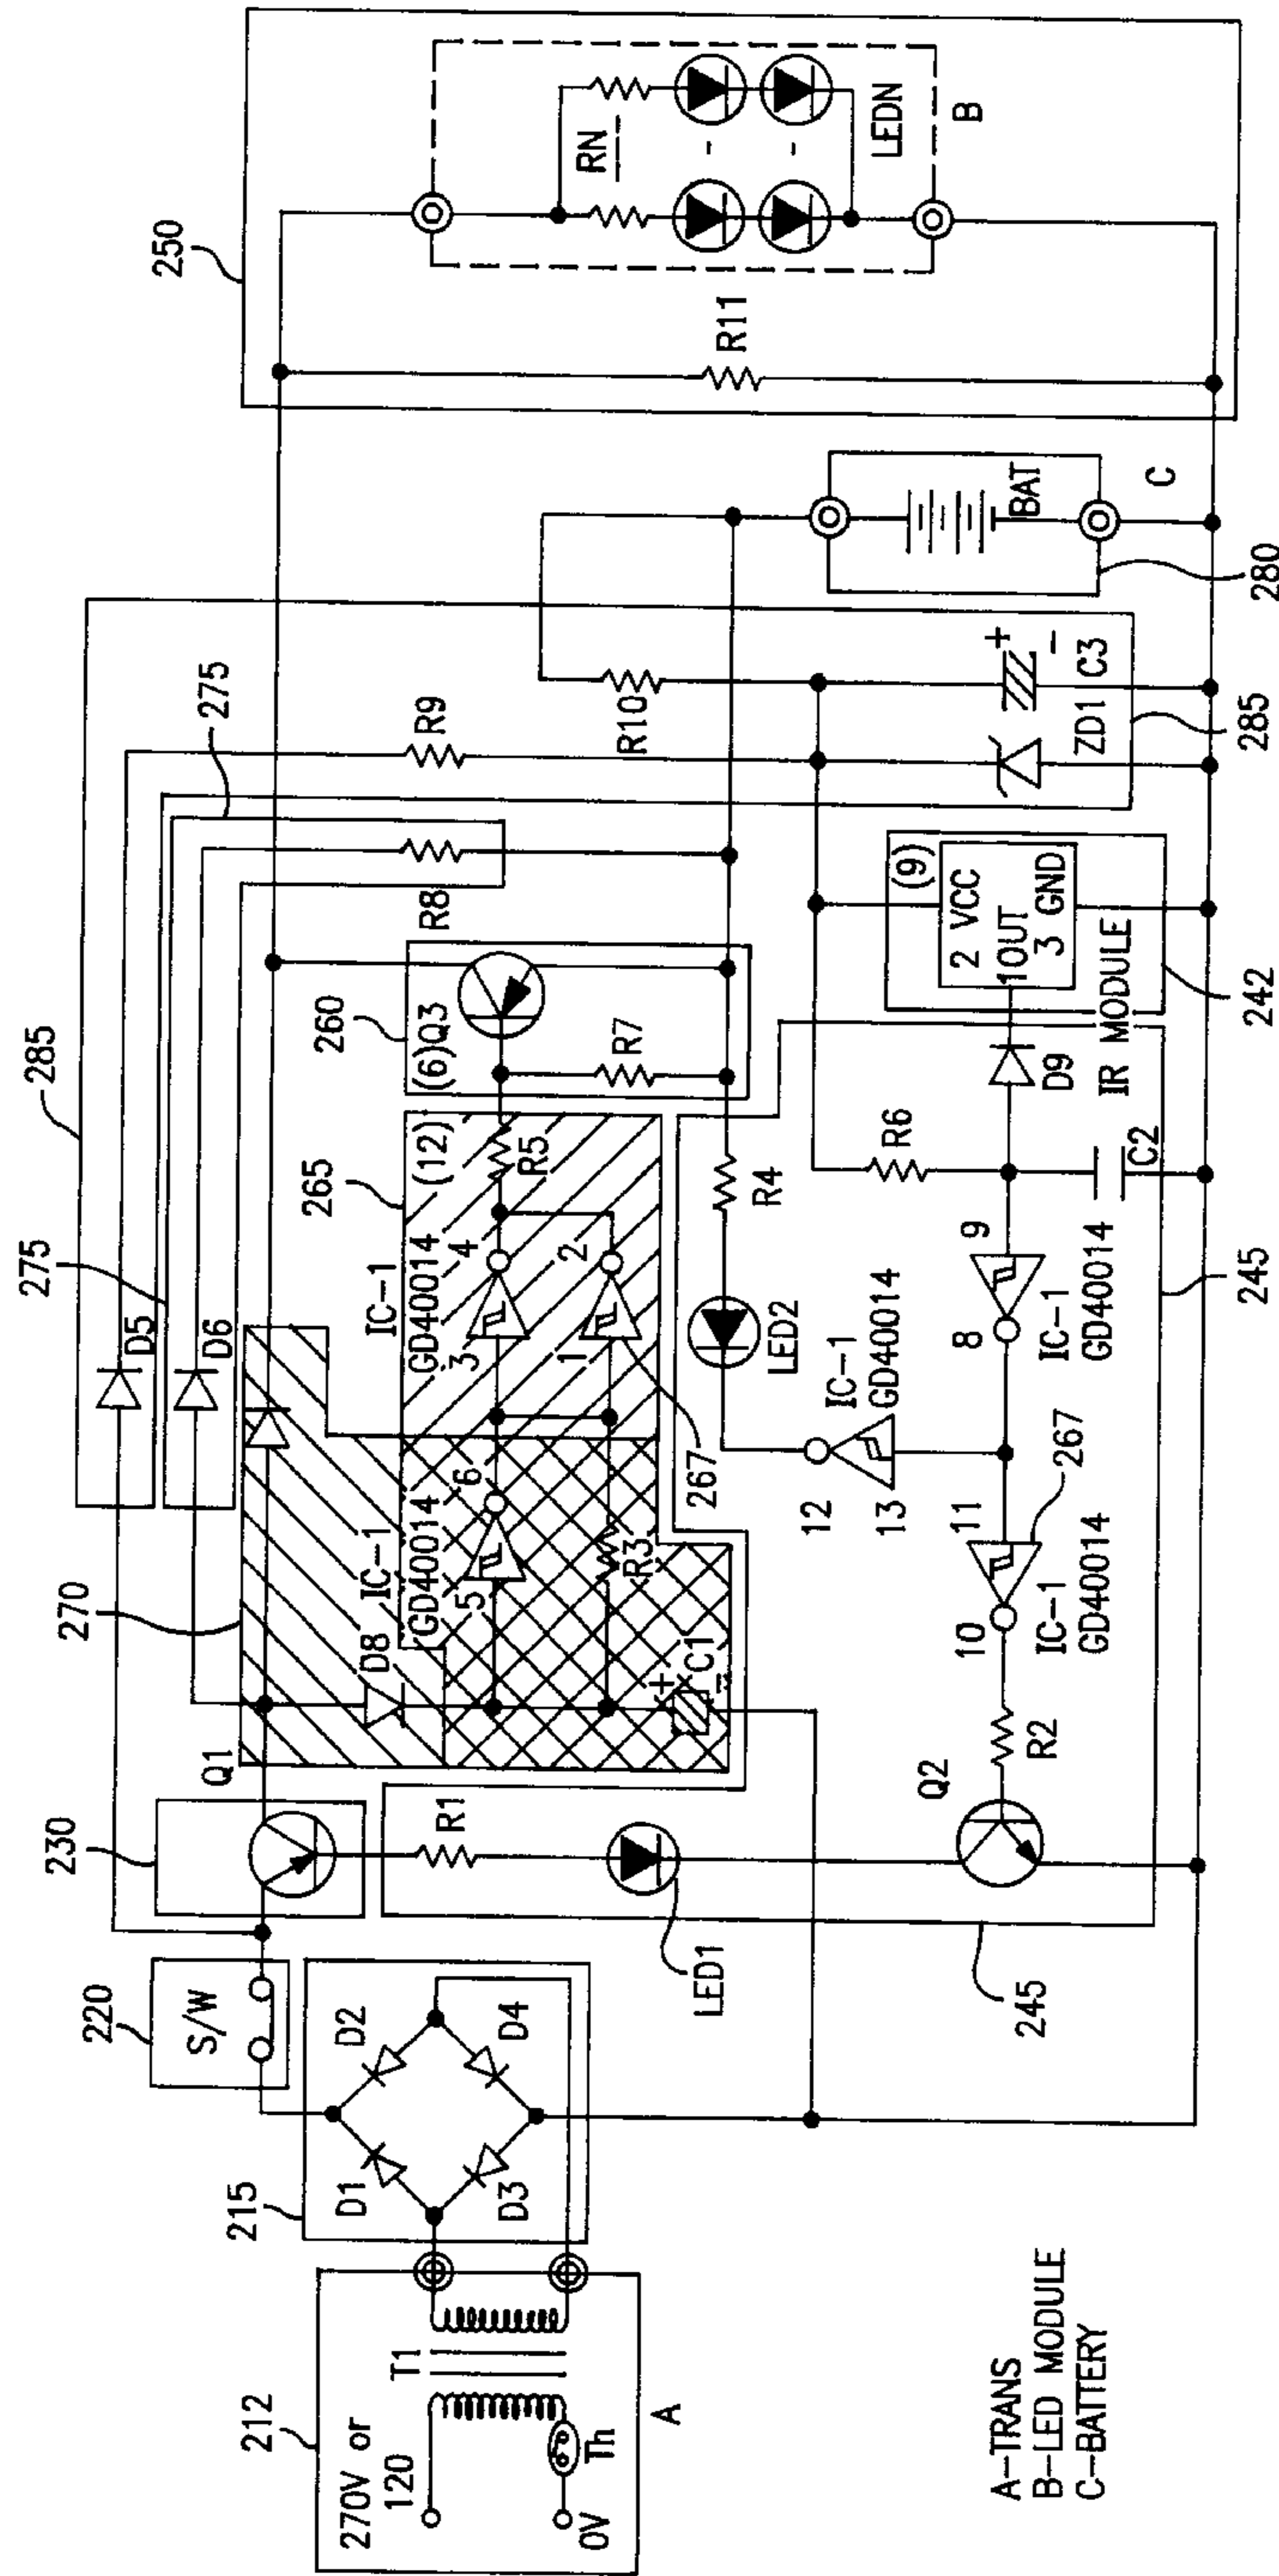 212
270V or
120
0V
Th
T1
A
215
D1
D2
D3
D4
220
S/W
230
Q1
R1
LED1
245
Q2
R2
270
D8
C1
+
-
IC-1
GD40014
5
6
R3
275
D6
285
D5
265
(12)
IC-1
GD40014
3
4
1
2
R5
267
260
(6)Q3
R7
R4
LED2
IC-1
GD40014
12
13
11
10
267
IC-1
GD40014
9
8
IC-1
GD40014
245
R6
C2
D9
IR MODULE
242
(9)
2 VCC
1OUT
3 GND
275
R8
R9
R10
ZD1
C3
+
-
285
BAT
C
280
250
R11
RN
LEDN
B
A-TRANS
B-LED MODULE
C-BATTERY